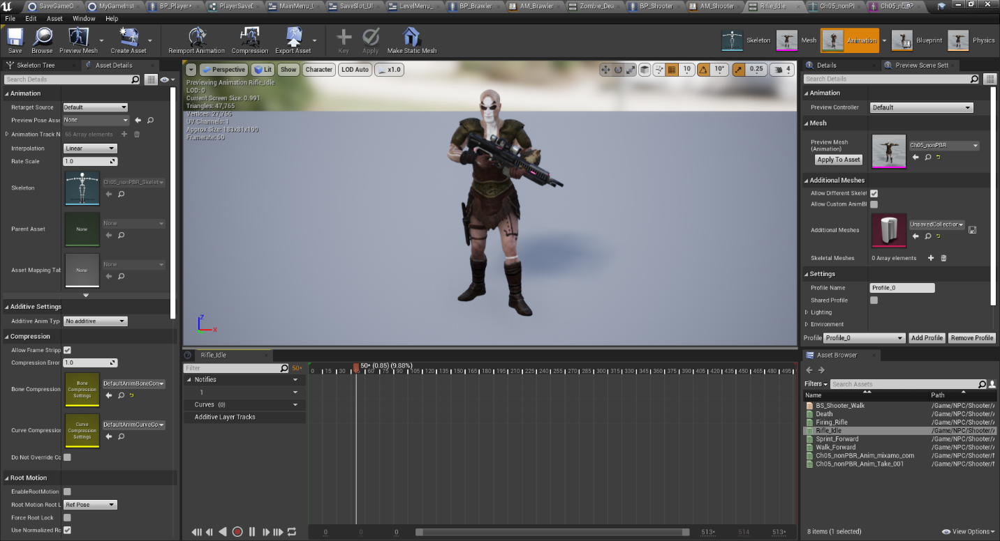 SaveGameO MyGameInst BP_Player* PlayerSaveD MainMenu_U SaveSlot_UI LevelMenu_ BP_Brawler AM_Brawler Zombre_Dea BP_Shooter AM_Shooter Rifle_Idle Ch05_nonPI
File Edit Asset Window Help
Save Browse Preview Mesh Create Asset Reimport Animation Compression Export Asset Key Apply Make Static Mesh Skeleton Mesh Animation Blueprint Physics
Skeleton Tree Asset Details
Search Details
Animation
Retarget Source Default
Preview Pose Asse None
Animation Track N 65 Array elements
Interpolation Linear
Rate Scale 1.0
Skeleton Ch05_nonPBR_Skelet
Parent Asset None None
Asset Mapping Tab None None
Additive Settings
Additive Anim Typ No additive
Compression
Allow Frame Stripp
Compression Error 1.0
Bone Compression Bone Compression Settings DefaultAnimBoneCon
Curve Compression Curve Compression Settings DefaultAnimCurveCo
Do Not Override Co
Root Motion
EnableRootMotion
Root Motion Root L Ref Pose
Force Root Lock
Use Normalized Ro
Perspective Lit Show Character LOD Auto x1.0 10 10° 0.25 4
Previewing Animation Rifle_Idle
LOD: 0
Current Screen Size: 0.991
Triangles: 47,765
Vertices: 27,766
UV Channels: 1
Approx Size: 183x81x190
Framerate: 50
Z
X
Rifle_Idle
Filter 50* 50* (0.85) (9.88%)
0 15 30 45 60 75 90 105 120 135 150 165 180 195 210 225 240 255 270 285 300 315 330 345 360 375 390 405 420 435 450 465 480 495
Notifies
1
Curves (0)
Additive Layer Tracks
0 0 0 513* 514 513*
Details Preview Scene Sett
Search Details
Animation
Preview Controller Default
Mesh
Preview Mesh
(Animation)
Ch05_nonPBR
Apply To Asset
Additional Meshes
Allow Different Skelet
Allow Custom AnimBl
Additional Meshes UnsavedCollection
Skeletal Meshes 0 Array elements
Settings
Profile Name Profile_0
Shared Profile
Lighting
Environment
Profile Profile_0 Add Profile Remove Profile
Asset Browser
Filters Search Assets
Name Path
BS_Shooter_Walk /Game/NPC/Shooter/
Death /Game/NPC/Shooter/
Firing_Rifle /Game/NPC/Shooter/
Rifle_Idle /Game/NPC/Shooter/
Sprint_Forward /Game/NPC/Shooter/
Walk_Forward /Game/NPC/Shooter/
Ch05_nonPBR_Anim_mixamo_com /Game/NPC/Shooter/
Ch05_nonPBR_Anim_Take_001 /Game/NPC/Shooter/
8 items (1 selected) View Options